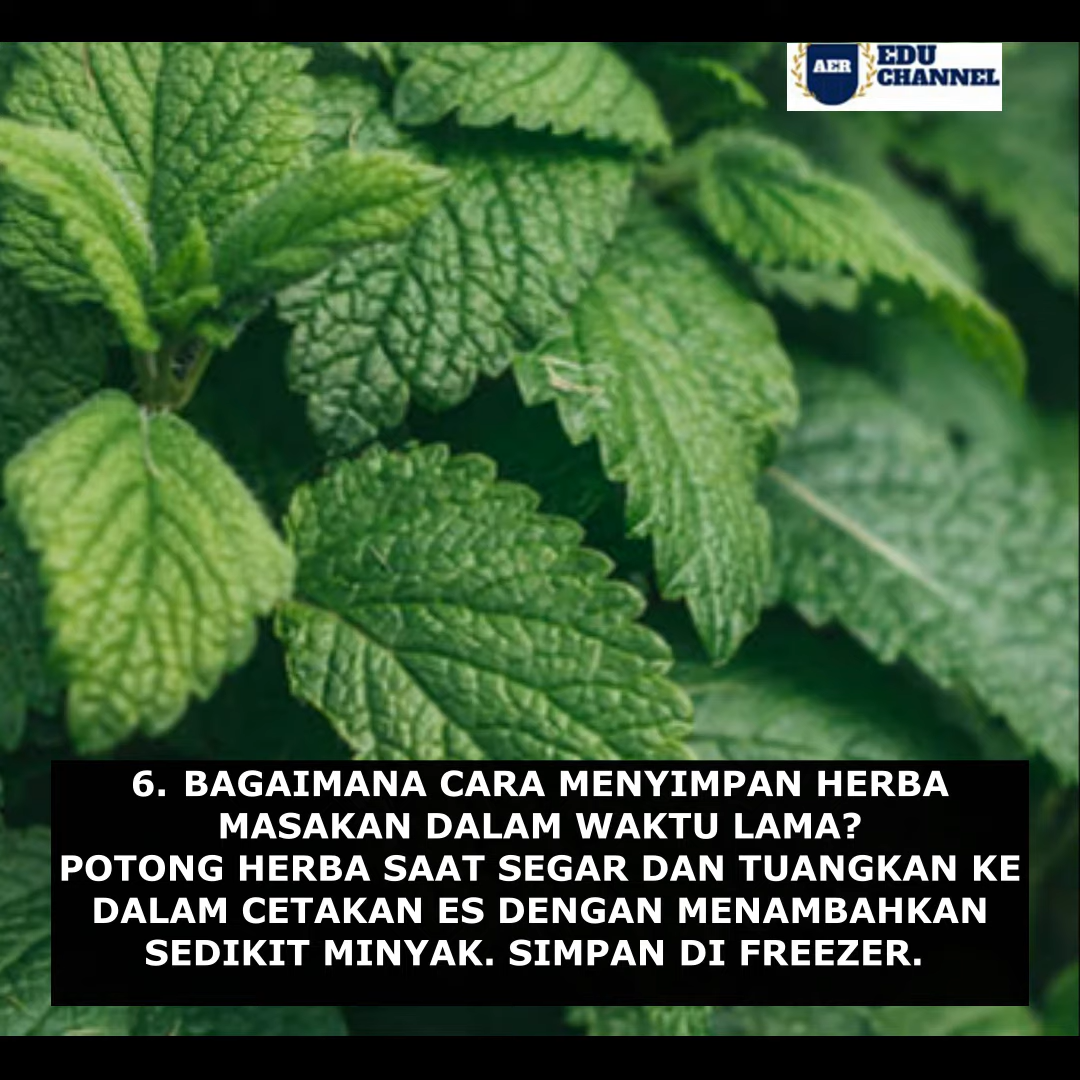 AER
EDU
CHANNEL
6. BAGAIMANA CARA MENYIMPAN HERBA
MASAKAN DALAM WAKTU LAMA?
POTONG HERBA SAAT SEGAR DAN TUANGKAN KE
DALAM CETAKAN ES DENGAN MENAMBAHKAN
SEDIKIT MINYAK. SIMPAN DI FREEZER.